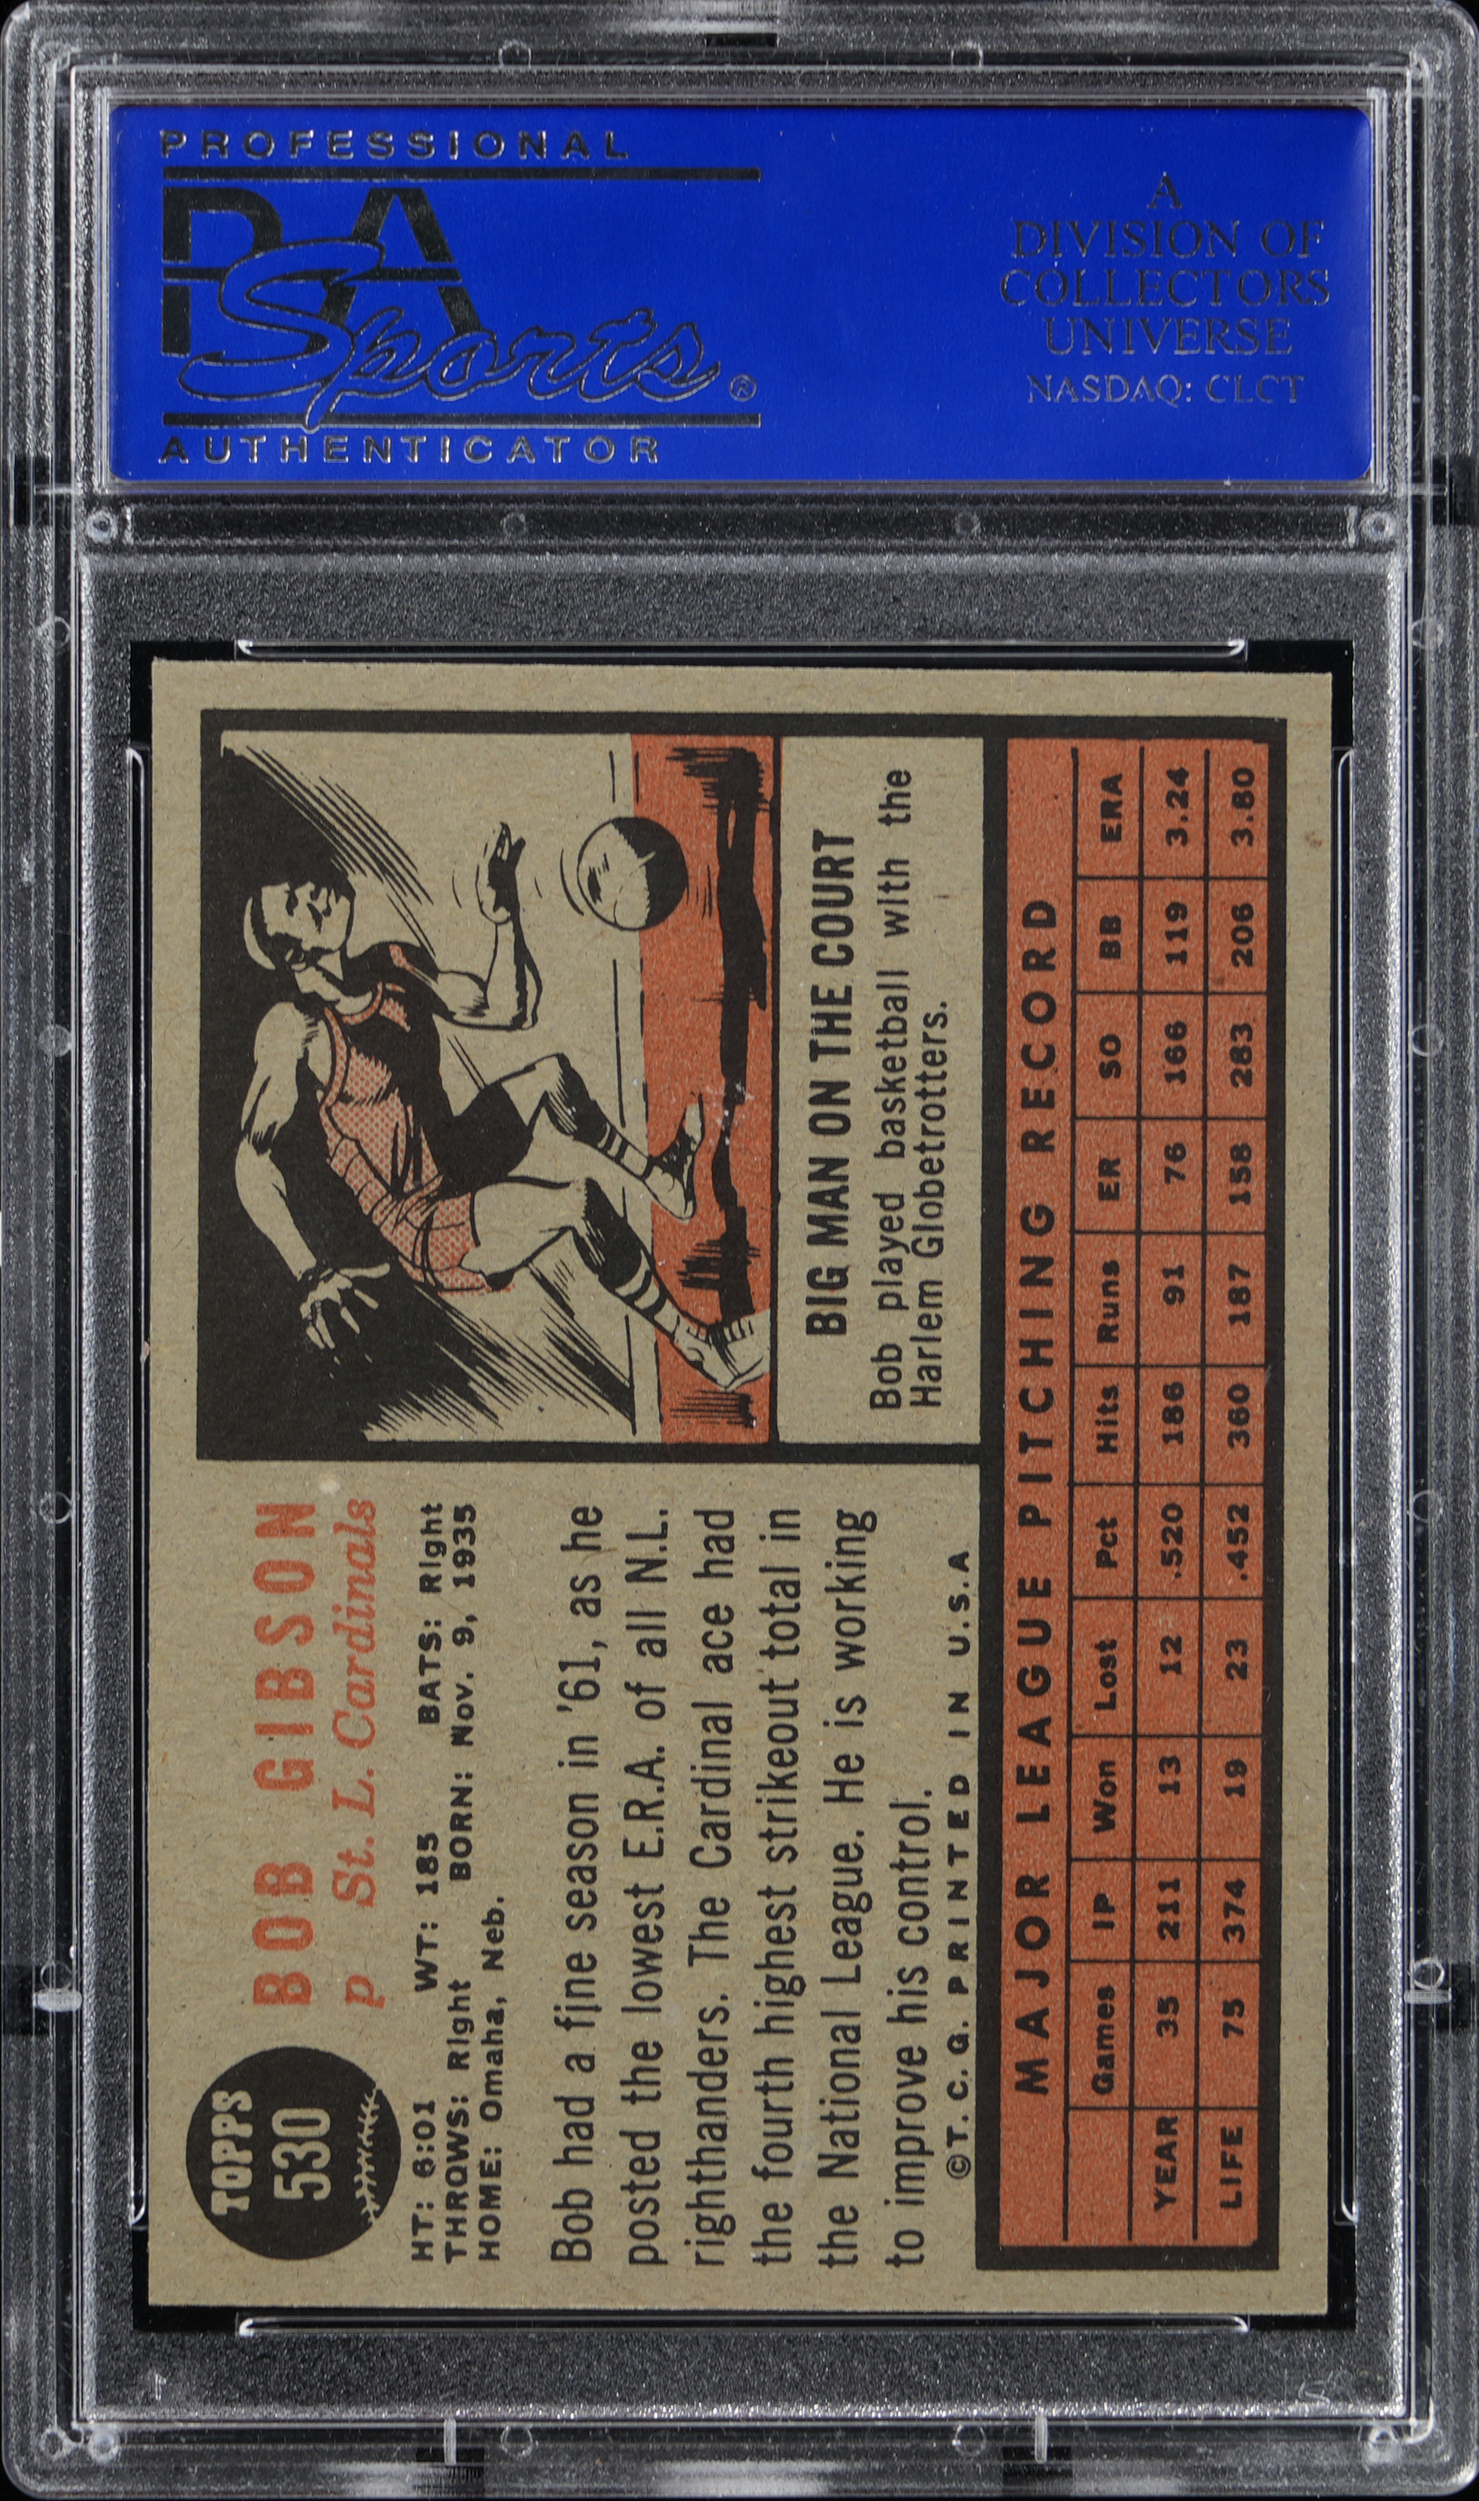 PROFESSIONAL
PSA
Sports®
AUTHENTICATOR
A
DIVISION OF
COLLECTORS
UNIVERSE
NASDAQ: CLCT
TOPPS
530
BOB GIBSON
p St. L. Cardinals
HT: 6:01 WT: 185 BATS: Right
THROWS: Right BORN: Nov. 9, 1935
HOME: Omaha, Neb.
Bob had a fine season in '61, as he
posted the lowest E.R.A. of all N.L.
righthanders. The Cardinal ace had
the fourth highest strikeout total in
the National League. He is working
to improve his control.
©T. C. G. PRINTED IN U.S.A
BIG MAN ON THE COURT
Bob played basketball with the
Harlem Globetrotters.
MAJOR LEAGUE PITCHING RECORD
Games IP Won Lost Pct Hits Runs ER SO BB ERA
YEAR 35 211 13 12 .520 186 91 76 166 119 3.24
LIFE 75 374 19 23 .452 360 187 158 283 206 3.80